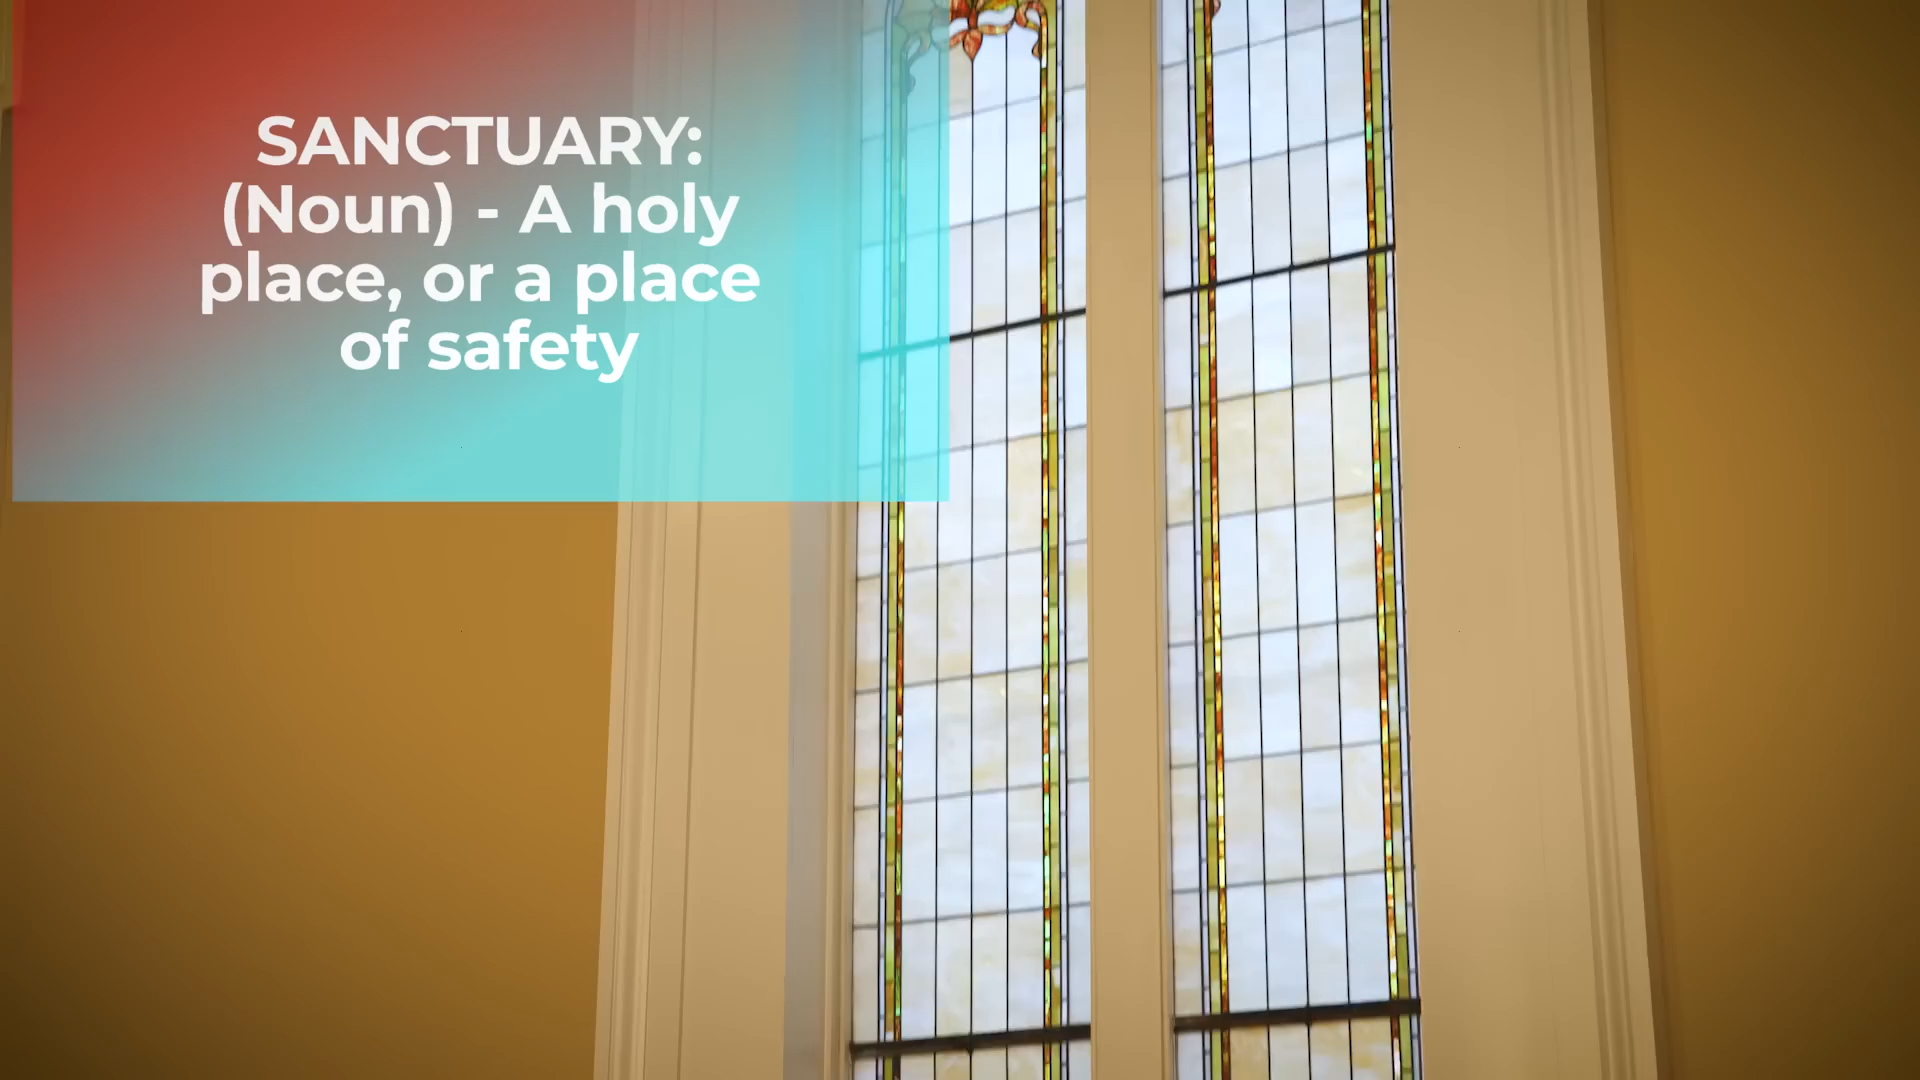 SANCTUARY:
(Noun) - A holy
place, or a place
of safety